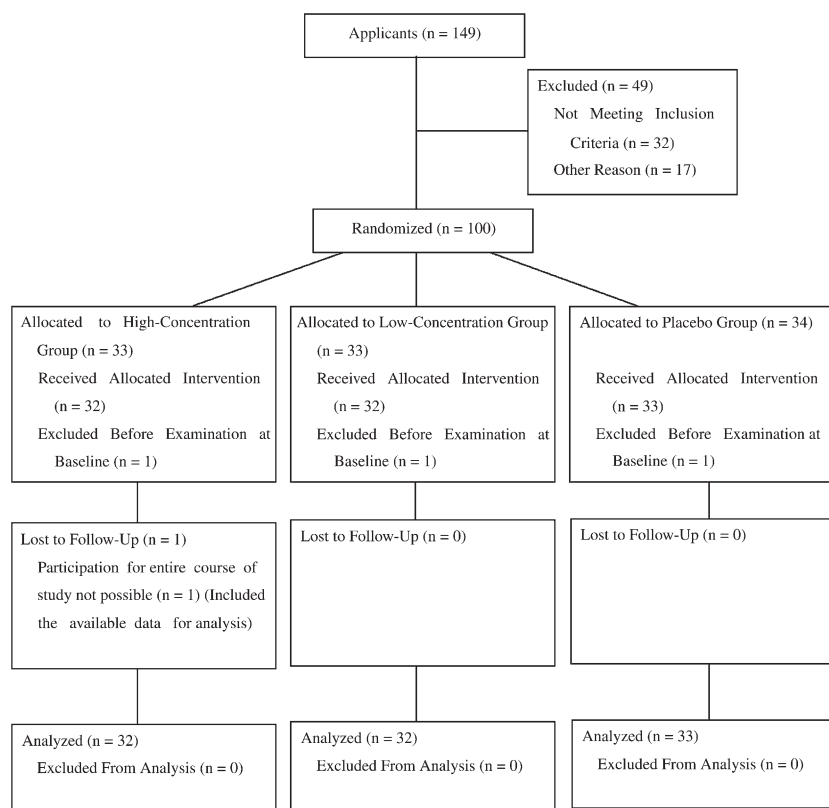 Applicants (n = 149)
Excluded (n = 49)
Not Meeting Inclusion
Criteria (n = 32)
Other Reason (n = 17)
Randomized (n = 100)
Allocated to High-Concentration
Group (n = 33)
Received Allocated Intervention
(n = 32)
Excluded Before Examination at
Baseline (n = 1)
Allocated to Low-Concentration Group
(n = 33)
Received Allocated Intervention
(n = 32)
Excluded Before Examination at
Baseline (n = 1)
Allocated to Placebo Group (n = 34)
Received Allocated Intervention
(n = 33)
Excluded Before Examination at
Baseline (n = 1)
Lost to Follow-Up (n = 1)
Participation for entire course of
study not possible (n = 1) (Included
the available data for analysis)
Lost to Follow-Up (n = 0)
Lost to Follow-Up (n = 0)
Analyzed (n = 32)
Excluded From Analysis (n = 0)
Analyzed (n = 32)
Excluded From Analysis (n = 0)
Analyzed (n = 33)
Excluded From Analysis (n = 0)